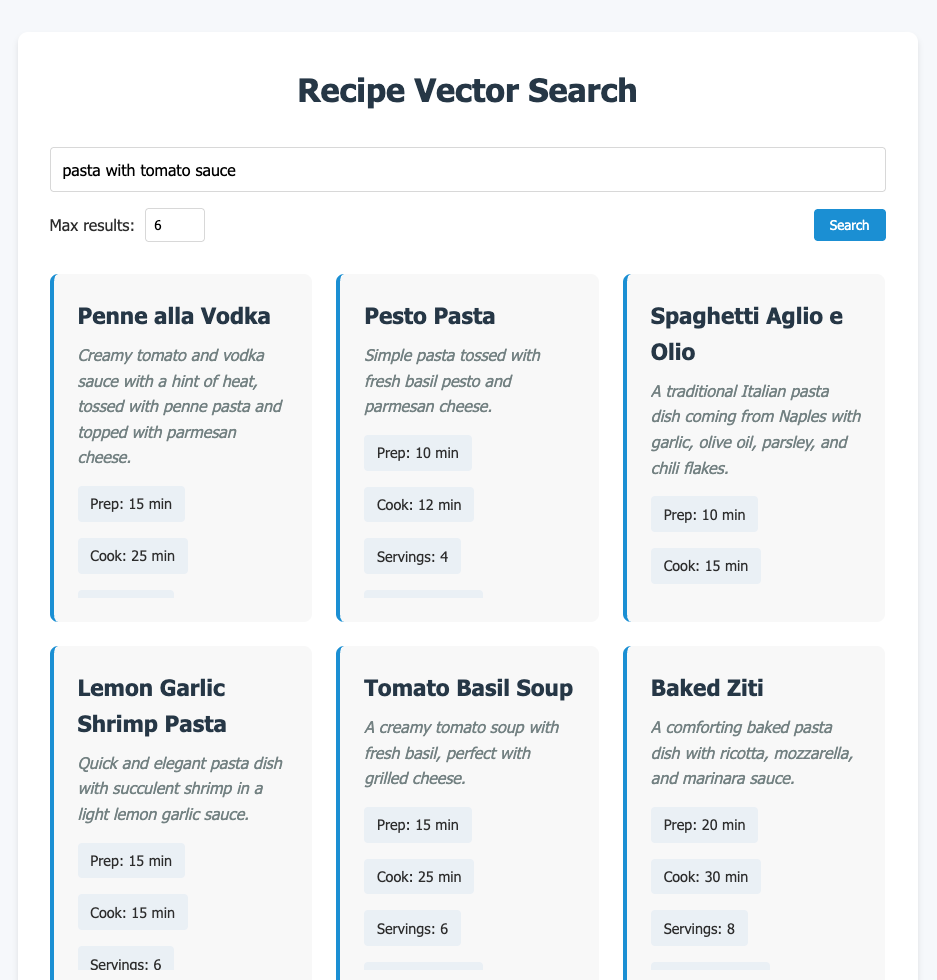 Recipe Vector Search
pasta with tomato sauce
Max results: 6
Search
Penne alla Vodka
Creamy tomato and vodka
sauce with a hint of heat,
tossed with penne pasta and
topped with parmesan
cheese.
Prep: 15 min
Cook: 25 min
Pesto Pasta
Simple pasta tossed with
fresh basil pesto and
parmesan cheese.
Prep: 10 min
Cook: 12 min
Servings: 4
Spaghetti Aglio e
Olio
A traditional Italian pasta
dish coming from Naples with
garlic, olive oil, parsley, and
chili flakes.
Prep: 10 min
Cook: 15 min
Lemon Garlic
Shrimp Pasta
Quick and elegant pasta dish
with succulent shrimp in a
light lemon garlic sauce.
Prep: 15 min
Cook: 15 min
Servings: 6
Tomato Basil Soup
A creamy tomato soup with
fresh basil, perfect with
grilled cheese.
Prep: 15 min
Cook: 25 min
Servings: 6
Baked Ziti
A comforting baked pasta
dish with ricotta, mozzarella,
and marinara sauce.
Prep: 20 min
Cook: 30 min
Servings: 8